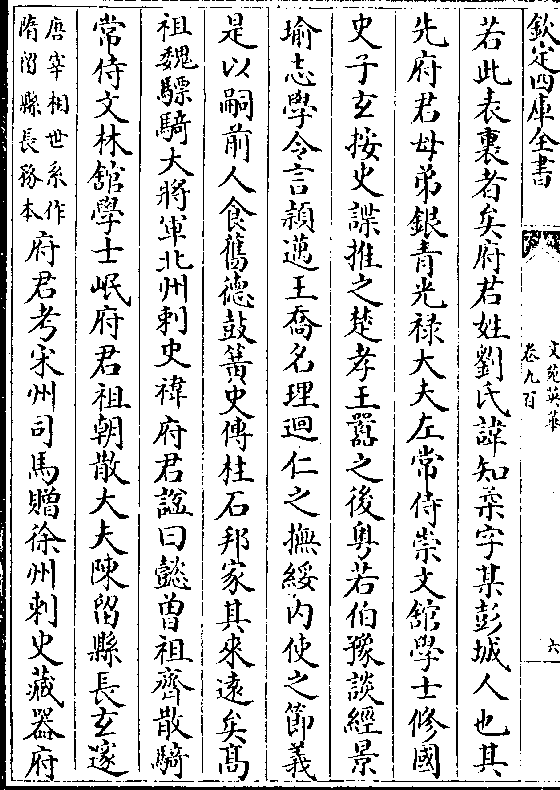 欽定四庫全書
文苑英華
卷九百
六
若此表裏者矣府君姓劉氏諱知柔字某彭城人也其
先府君母弟銀青光祿大夫左常侍崇文館學士修國
史子玄按史諜推之楚孝王囂之後粤若伯豫談經景
瑜志學令言頴邁王喬名理迴仁之撫綏内使之節義
是以嗣前人食舊德鼓簧史傳柱石邦家其來遠矣髙
祖魏驃騎大將軍北州刺史禕府君諡曰懿曽祖齊散騎
常侍文林舘學士岷府君祖朝散大夫陳留縣長玄遂
唐宰相世系作
隋留縣長務本
府君考宋州司馬贈徐州刺史藏器府